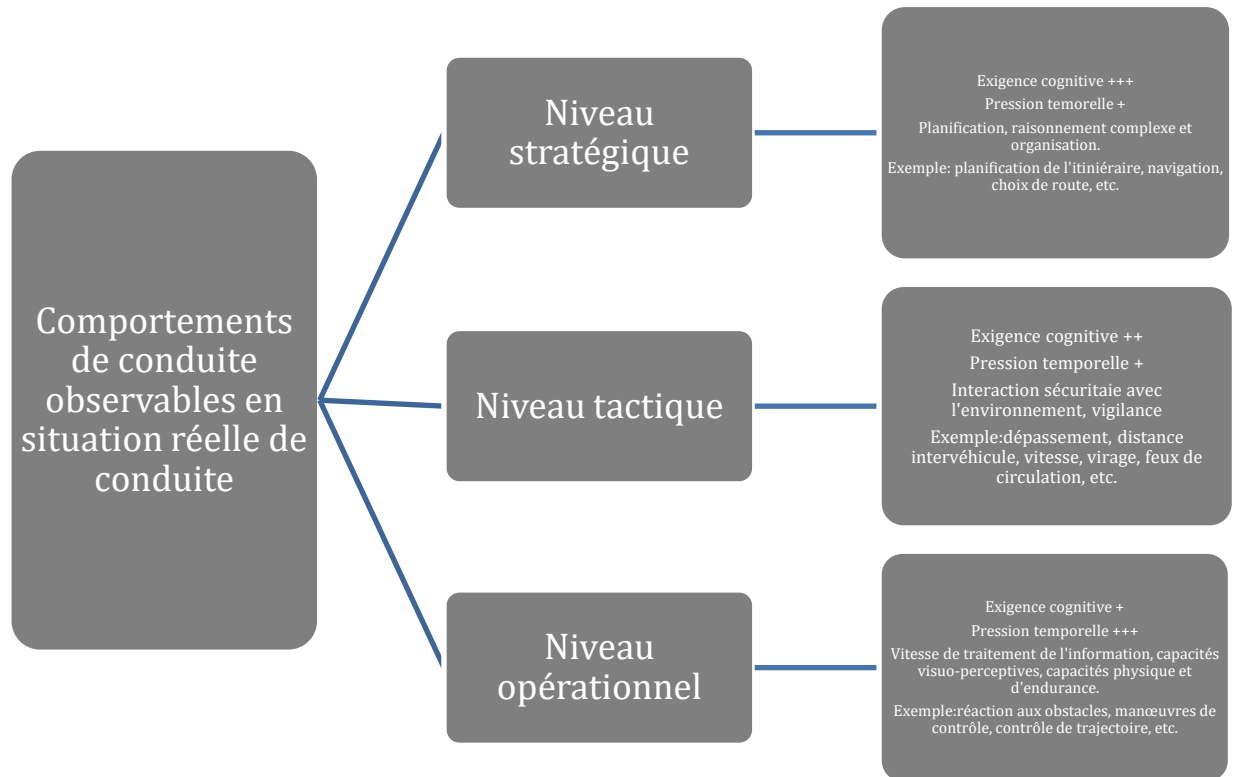 Comportements
de conduite
observables en
situation réelle de
conduite
Niveau
stratégique
Exigence cognitive +++
Pression temorelle +
Planification, raisonnement complexe et
organisation.
Exemple: planification de l'itiniéraire, navigation,
choix de route, etc.
Niveau tactique
Exigence cognitive ++
Pression temporelle +
Interaction sécuritaie avec
l'environnement, vigilance
Exemple:dépassement, distance
intervéhicule, vitesse, virage, feux de
circulation, etc.
Niveau
opérationnel
Exigence cognitive +
Pression temporelle +++
Vitesse de traitement de l'information, capacités
visuo-perceptives, capacités physique et
d'endurance.
Exemple:réaction aux obstacles, manœuvres de
contrôle, contrôle de trajectoire, etc.